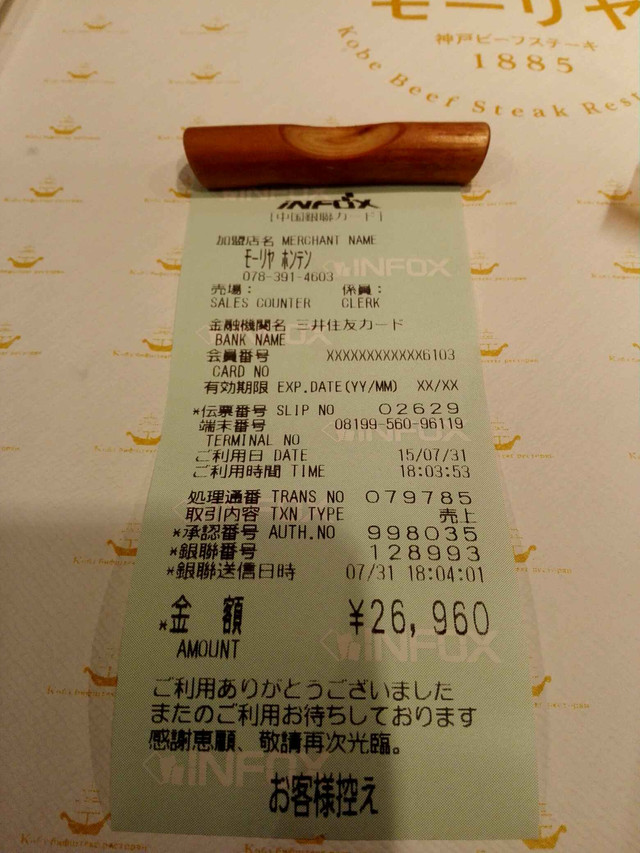 モーリヤ
神戸ビーフステーキ
1885
Kobe Beef Steak Rest
INFOX
[中国銀聯カード]
加盟店名 MERCHANT NAME
モーリヤ ホンテン
078-391-4603
売場: 係員:
SALES COUNTER CLERK
金融機関名 三井住友カード
BANK NAME
会員番号 XXXXXXXXXXXX6103
CARD NO
有効期限 EXP.DATE(YY/MM) XX/XX
*伝票番号 SLIP NO 02629
端末番号 08199-560-96119
TERMINAL NO
ご利用日 DATE 15/07/31
ご利用時間 TIME 18:03:53
処理通番 TRANS NO 079785
取引内容 TXN TYPE 売上
*承認番号 AUTH.NO 998035
*銀聯番号 128993
*銀聯送信日時 07/31 18:04:01
*金 額 ¥26,960
AMOUNT
ご利用ありがとうございました
またのご利用お待ちしております
感謝恵顧、敬請再次光臨。
お客様控え